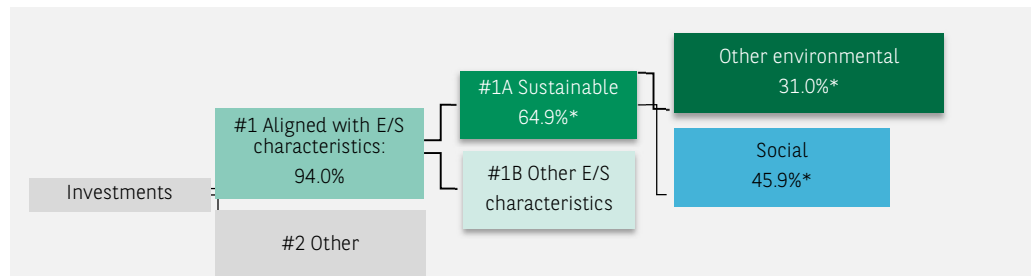 Investments
#1 Aligned with E/S
characteristics:
94.0%
#2 Other
#1A Sustainable
64.9%*
#1B Other E/S
characteristics
Other environmental
31.0%*
Social
45.9%*